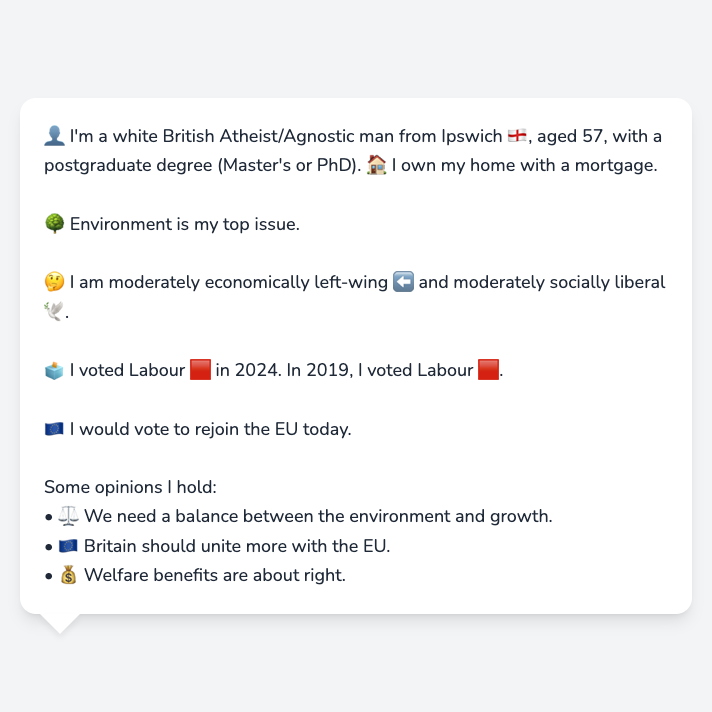 👤 I'm a white British Atheist/Agnostic man from Ipswich 🏴󠁧󠁢󠁥󠁮󠁧󠁿, aged 57, with a
postgraduate degree (Master's or PhD). 🏠 I own my home with a mortgage.
🌳 Environment is my top issue.
🤔 I am moderately economically left-wing ⬅️ and moderately socially liberal
🕊️.
🗳️ I voted Labour 🟥 in 2024. In 2019, I voted Labour 🟥.
🇪🇺 I would vote to rejoin the EU today.
Some opinions I hold:
• ⚖️ We need a balance between the environment and growth.
• 🇪🇺 Britain should unite more with the EU.
• 💰 Welfare benefits are about right.